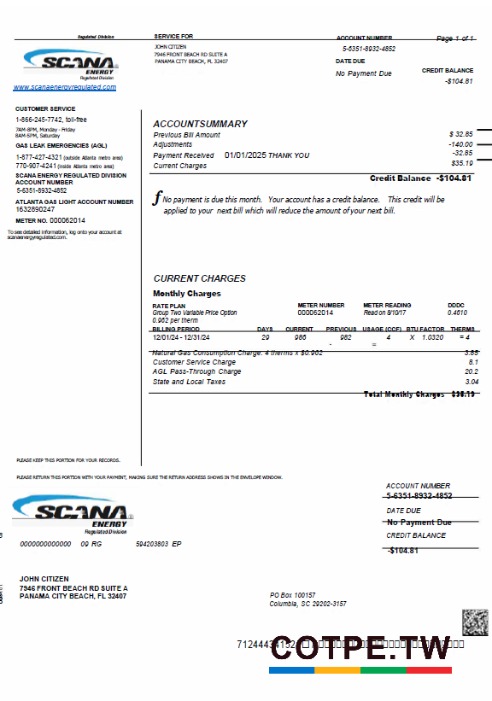 Regulated Division
SERVICE FOR
ACCOUNT NUMBER
Page 1 of 1
JOHN CITIZEN
7946 FRONT BEACH RD SUITE A
PANAMA CITY BEACH, FL 32407
5-6351-8932-4852
DATE DUE
No Payment Due
CREDIT BALANCE
-$104.81
SCANA
ENERGY
Regulated Division
www.scanaenergyregulated.com
CUSTOMER SERVICE
1-866-245-7742, toll-free
7AM-8PM, Monday - Friday
8AM-5PM, Saturday
GAS LEAK EMERGENCIES (AGL)
1-877-427-4321 (outside Atlanta metro area)
770-907-4241 (inside Atlanta metro area)
SCANA ENERGY REGULATED DIVISION
ACCOUNT NUMBER
5-6351-8932-4852
ATLANTA GAS LIGHT ACCOUNT NUMBER
1632890247
METER NO. 000062014
To see detailed information, log onto your account at
scanaenergyregulated.com.
ACCOUNTSUMMARY
Previous Bill Amount $ 32.85
Adjustments -140.00
Payment Received 01/01/2025 THANK YOU -32.85
Current Charges $35.19
Credit Balance -$104.81
No payment is due this month. Your account has a credit balance. This credit will be
applied to your next bill which will reduce the amount of your next bill.
CURRENT CHARGES
Monthly Charges
RATE PLAN METER NUMBER METER READING DDDC
Group Two Variable Price Option 000062014 Read on 8/10/17 0.4610
0.962 per therm
BILLING PERIOD DAYS CURRENT PREVIOUS USAGE (CCF) BTU FACTOR THERMS
12/01/24- 12/31/24 29 986 - 982 = 4 X 1.0320 = 4
Natural Gas Consumption Charge: 4 therms x $0.962 3.85
Customer Service Charge 8.1
AGL Pass-Through Charge 20.2
State and Local Taxes 3.04
Total Monthly Charges $35.19
PLEASE KEEP THIS PORTION FOR YOUR RECORDS.
PLEASE RETURN THIS PORTION WITH YOUR PAYMENT, MAKING SURE THE RETURN ADDRESS SHOWS IN THE ENVELOPE WINDOW.
SCANA
ENERGY
Regulated Division
ACCOUNT NUMBER
5-6351-8932-4852
DATE DUE
No Payment Due
CREDIT BALANCE
-$104.81
0000000000000 09 RG 594203803 EP
JOHN CITIZEN
7946 FRONT BEACH RD SUITE A
PANAMA CITY BEACH, FL 32407
PO Box 100157
Columbia, SC 29202-3157
COTPE.TW